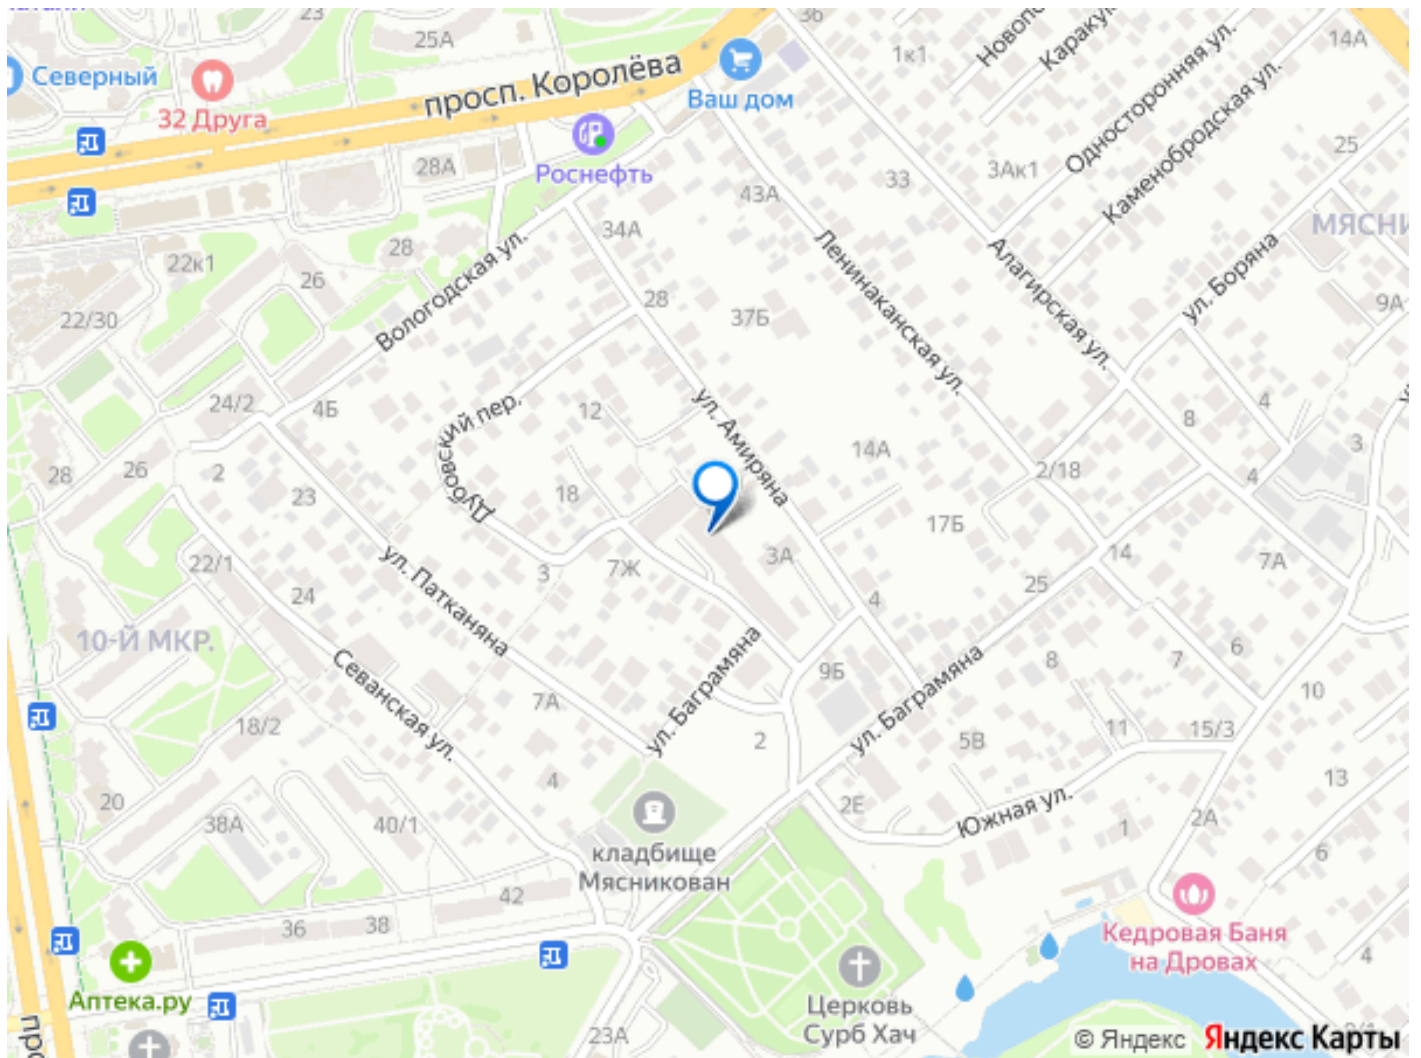 25А
23
Северный
32 Друга
просп. Королёва
Ваш дом
36
1к1
Односторонняя ул.
Каменобродская ул.
14А
Роснефть
28А
43А
33
3Ак1
25
34А
28
22к1
26
22/30
Вологодская ул.
28
37Б
Ленинаканская ул.
Алагирская ул.
ул. Боряна
9А
24/2
4Б
12
Дубовский пер.
ул. Амиряна
14А
8
4
3
28
26
2
23
18
2/18
4
17Б
14
7А
22/1
24
ул. Патканяна
3
7Ж
3А
4
25
10-Й МКР.
Севанская ул.
7А
ул. Баграмяна
9Б
ул. Баграмяна
8
7
6
10
18/2
2
5В
11
15/3
13
20
38А
40/1
4
2Е
Южная ул.
1
2А
6
кладбище
Мясникован
36
38
42
Кедровая Баня
на Дровах
4
Аптека.ру
23А
Церковь
Сурб Хач
© Яндекс Яндекс Карты